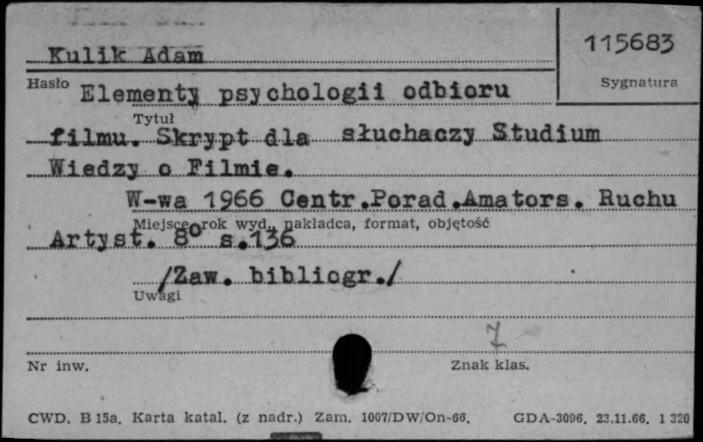 115683
Kulik Adam
Hasło
Sygnatura
Elementy psychologii odbioru
Tytuł
filmu. Skrypt dla słuchaczy Studium
Wiedzy o Filmie.
W-wa 1966 Centr.Porad.Amators. Ruchu
Miejsce rok wyd., nakładca, format, objętość
Artyst. 8° s.136
/Zaw. bibliogr./
Uwagi
7
Nr inw.
Znak klas.
CWD. B 15a. Karta katal. (z nadr.) Zam. 1007/DW/On-66. GDA-3096. 23.11.66. 1 320